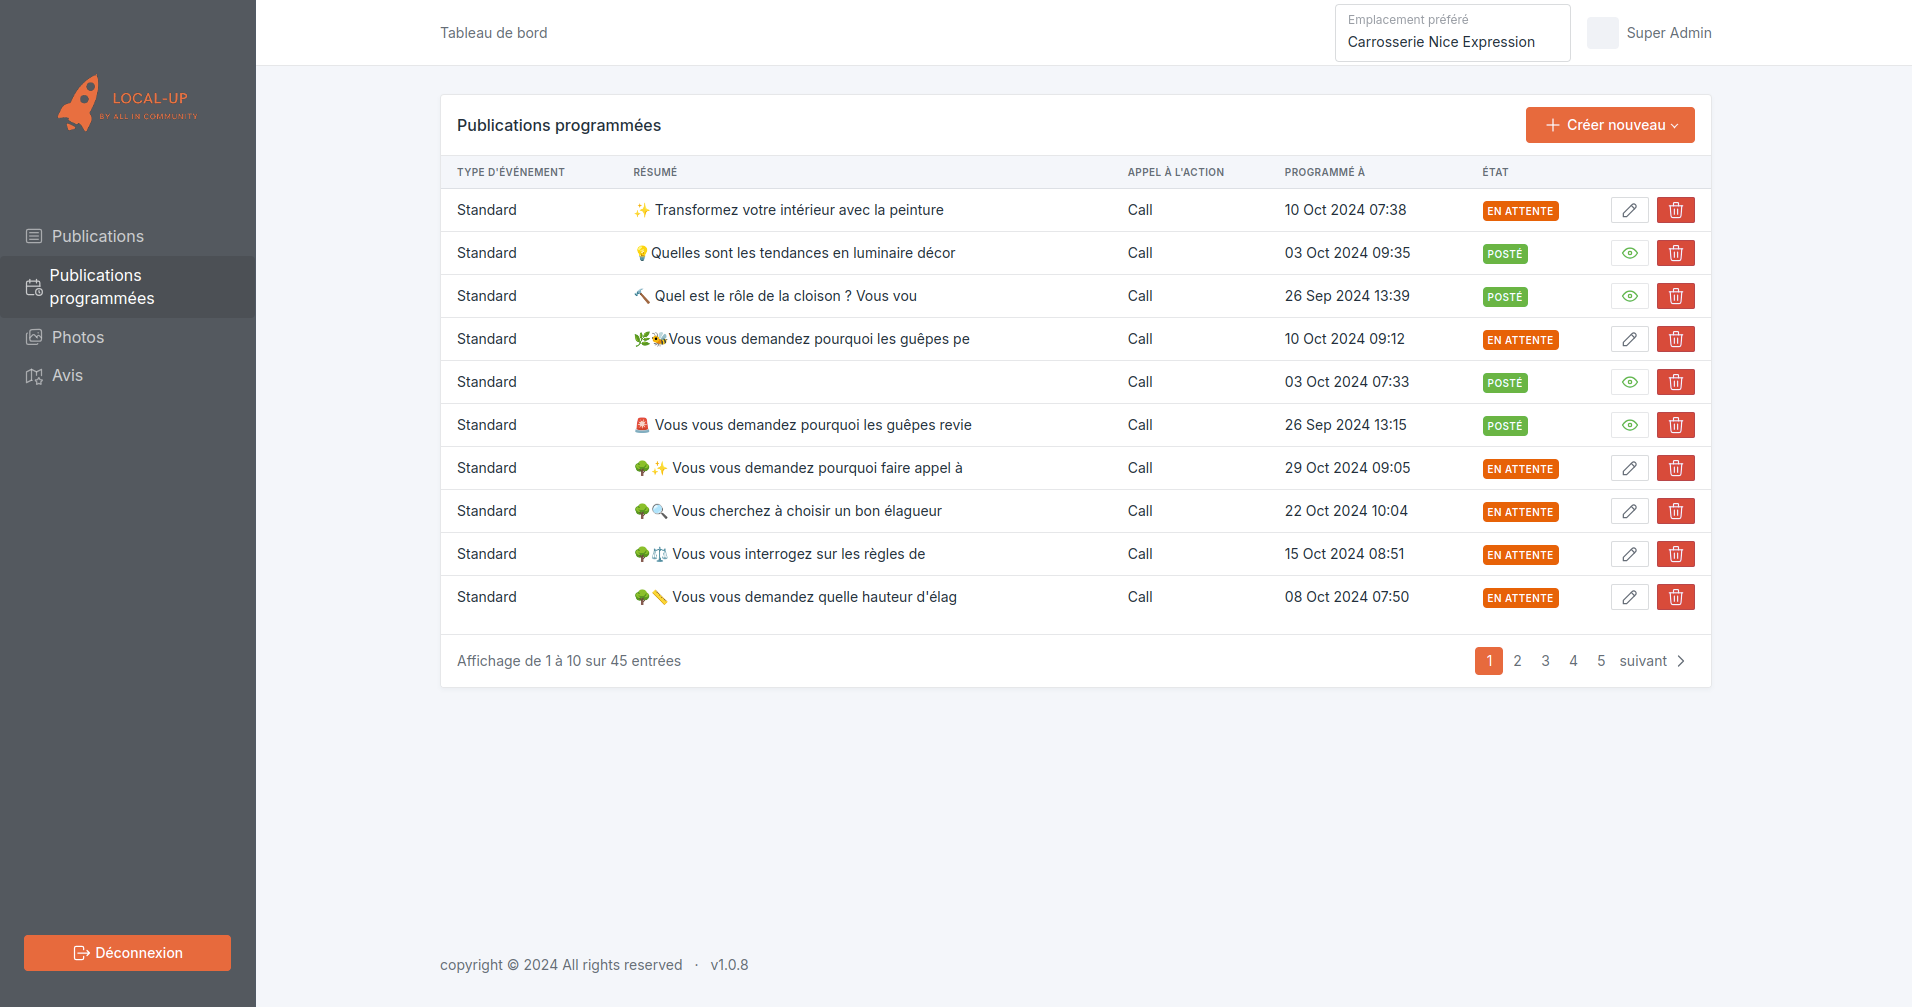 LOCAL-UP
BY ALL IN COMMUNITY
Publications
Publications
programmées
Photos
Avis
Déconnexion
Tableau de bord
Emplacement préféré
Carrosserie Nice Expression
Super Admin
Publications programmées
Créer nouveau
TYPE D'ÉVÉNEMENT RÉSUMÉ APPEL À L'ACTION PROGRAMMÉ À ÉTAT
Standard ✨ Transformez votre intérieur avec la peinture Call 10 Oct 2024 07:38 EN ATTENTE
Standard 💡Quelles sont les tendances en luminaire décor Call 03 Oct 2024 09:35 POSTÉ
Standard 🔨 Quel est le rôle de la cloison ? Vous vou Call 26 Sep 2024 13:39 POSTÉ
Standard 🌿🐝Vous vous demandez pourquoi les guêpes pe Call 10 Oct 2024 09:12 EN ATTENTE
Standard Call 03 Oct 2024 07:33 POSTÉ
Standard 🚨 Vous vous demandez pourquoi les guêpes revie Call 26 Sep 2024 13:15 POSTÉ
Standard 🌳✨ Vous vous demandez pourquoi faire appel à Call 29 Oct 2024 09:05 EN ATTENTE
Standard 🌳🔍 Vous cherchez à choisir un bon élagueur Call 22 Oct 2024 10:04 EN ATTENTE
Standard 🌳⚖️ Vous vous interrogez sur les règles de Call 15 Oct 2024 08:51 EN ATTENTE
Standard 🌳📏 Vous vous demandez quelle hauteur d'élag Call 08 Oct 2024 07:50 EN ATTENTE
Affichage de 1 à 10 sur 45 entrées
1 2 3 4 5 suivant
copyright © 2024 All rights reserved · v1.0.8